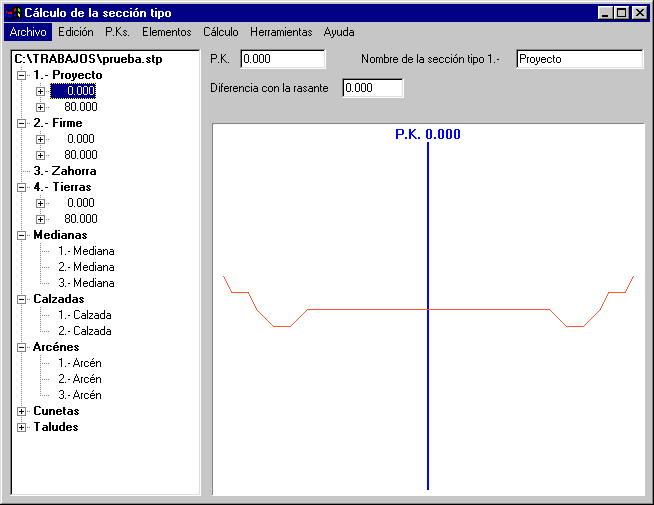 Cálculo de la sección tipo
Archivo Edición P.Ks. Elementos Cálculo Herramientas Ayuda
C:\TRABAJOS\prueba.stp
1.- Proyecto
0.000
80.000
2.- Firme
0.000
80.000
3.- Zahorra
4.- Tierras
0.000
80.000
Medianas
1.- Mediana
2.- Mediana
3.- Mediana
Calzadas
1.- Calzada
2.- Calzada
Arcénes
1.- Arcén
2.- Arcén
3.- Arcén
Cunetas
Taludes
P.K. 0.000 Nombre de la sección tipo 1.- Proyecto
Diferencia con la rasante 0.000
P.K. 0.000